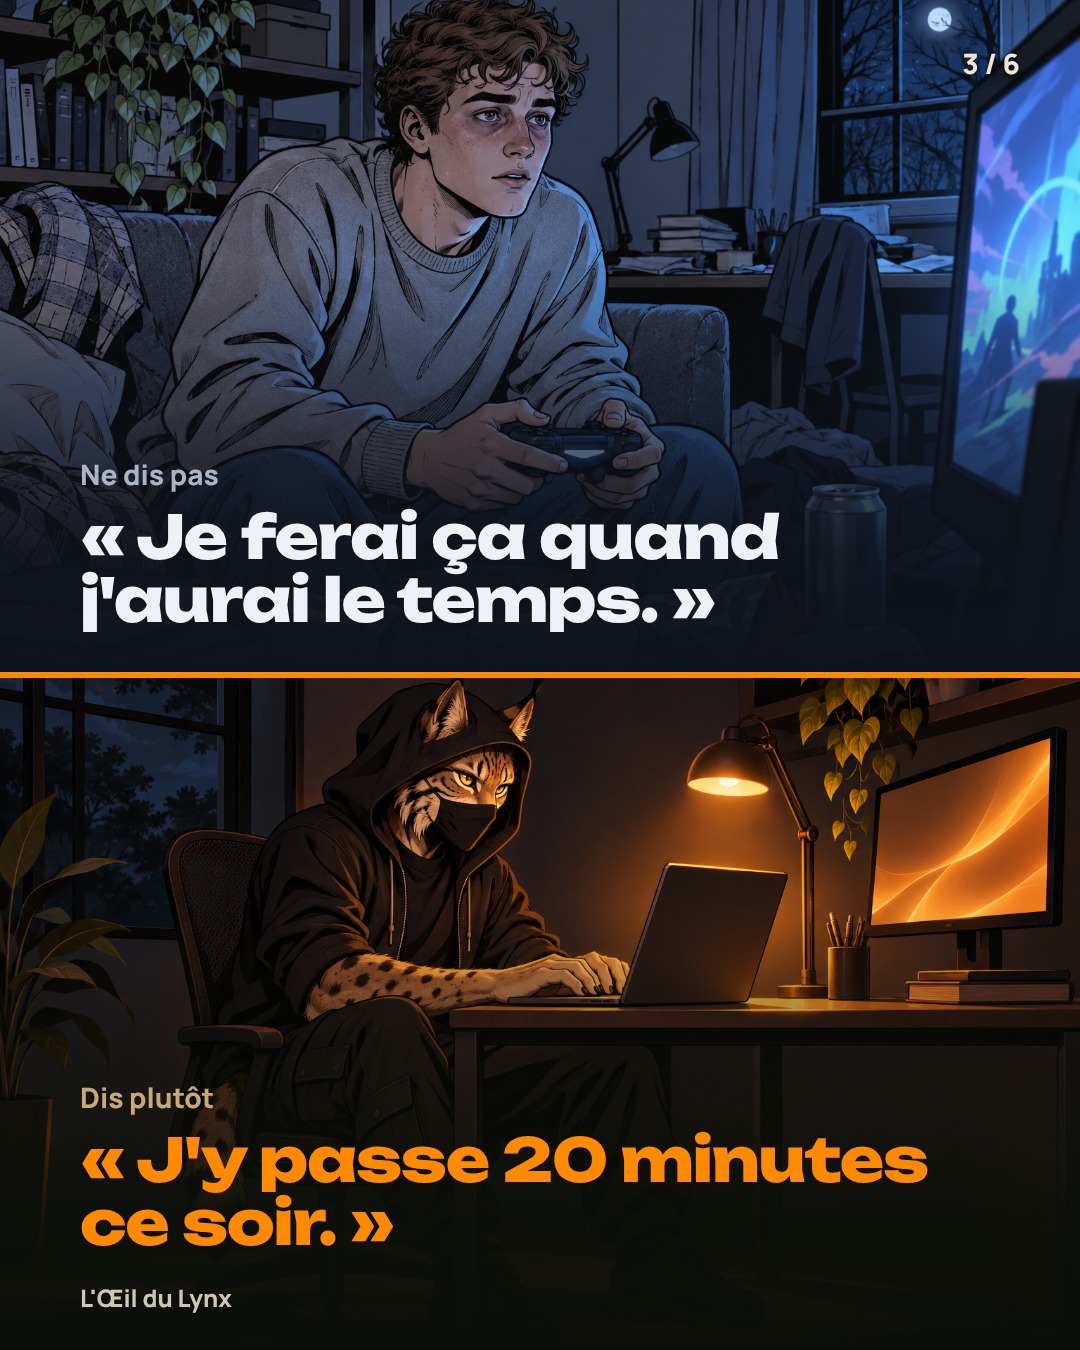 3 / 6
Ne dis pas
« Je ferai ça quand
j'aurai le temps. »
Dis plutôt
« J'y passe 20 minutes
ce soir. »
L'Œil du Lynx